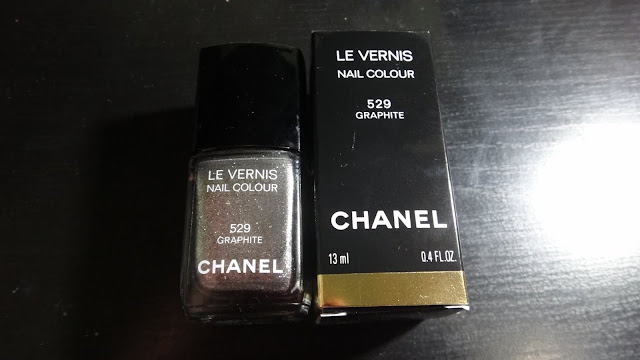 LE VERNIS
NAIL COLOUR
529
GRAPHITE
CHANEL
LE VERNIS
NAIL COLOUR
529
GRAPHITE
CHANEL
13 ml 0.4 FL.OZ.